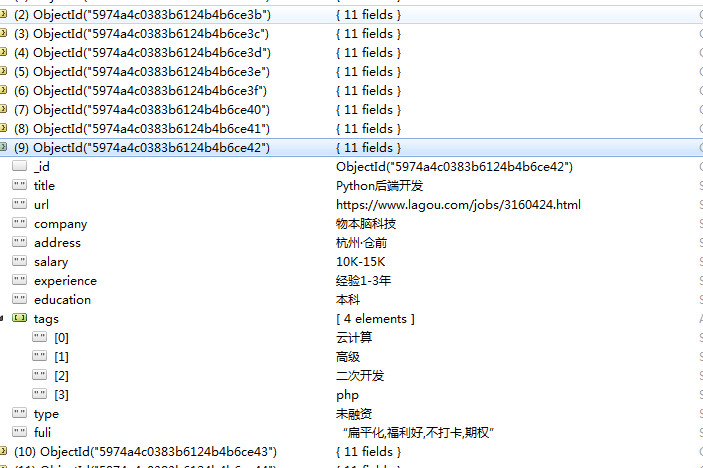 (2) ObjectId("5974a4c0383b6124b4b6ce3b") { 11 fields }
(3) ObjectId("5974a4c0383b6124b4b6ce3c") { 11 fields }
(4) ObjectId("5974a4c0383b6124b4b6ce3d") { 11 fields }
(5) ObjectId("5974a4c0383b6124b4b6ce3e") { 11 fields }
(6) ObjectId("5974a4c0383b6124b4b6ce3f") { 11 fields }
(7) ObjectId("5974a4c0383b6124b4b6ce40") { 11 fields }
(8) ObjectId("5974a4c0383b6124b4b6ce41") { 11 fields }
(9) ObjectId("5974a4c0383b6124b4b6ce42") { 11 fields }
_id ObjectId("5974a4c0383b6124b4b6ce42")
title Python后端开发
url https://www.lagou.com/jobs/3160424.html
company 物本脑科技
address 杭州·仓前
salary 10K-15K
experience 经验1-3年
education 本科
tags [ 4 elements ]
[0] 云计算
[1] 高级
[2] 二次开发
[3] php
type 未融资
fuli “扁平化,福利好,不打卡,期权”
(10) ObjectId("5974a4c0383b6124b4b6ce43") { 11 fields }